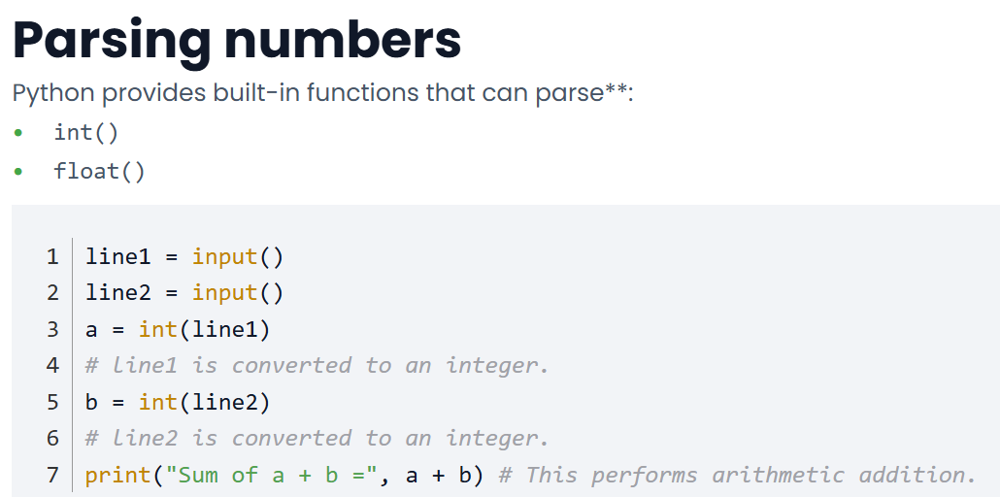 Parsing numbers
Python provides built-in functions that can parse**:
• int()
• float()
1 line1 = input()
2 line2 = input()
3 a = int(line1)
4 # line1 is converted to an integer.
5 b = int(line2)
6 # line2 is converted to an integer.
7 print("Sum of a + b =", a + b) # This performs arithmetic addition.